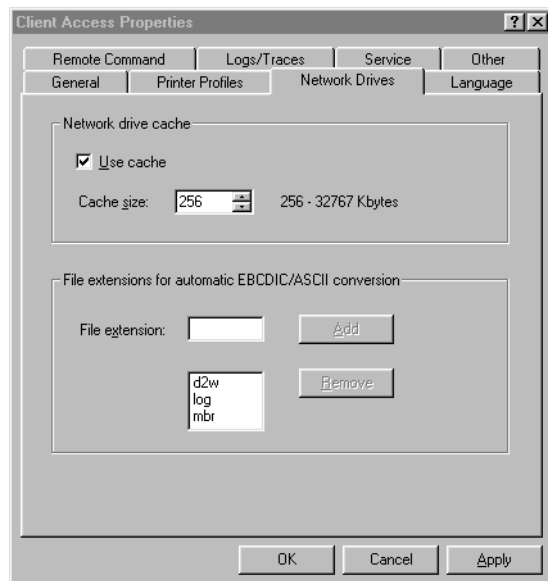 Client Access Properties
Remote Command Logs/Traces Service Other
General Printer Profiles Network Drives Language
Network drive cache
Use cache
Cache size: 256 256 - 32767 Kbytes
File extensions for automatic EBCDIC/ASCII conversion
File extension: Add
d2w Remove
log
mbr
OK Cancel Apply